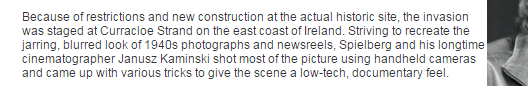 Because of restrictions and new construction at the actual historic site, the invasion
was staged at Curracloe Strand on the east coast of Ireland. Striving to recreate the
jarring, blurred look of 1940s photographs and newsreels, Spielberg and his longtime
cinematographer Janusz Kaminski shot most of the picture using handheld cameras
and came up with various tricks to give the scene a low-tech, documentary feel.